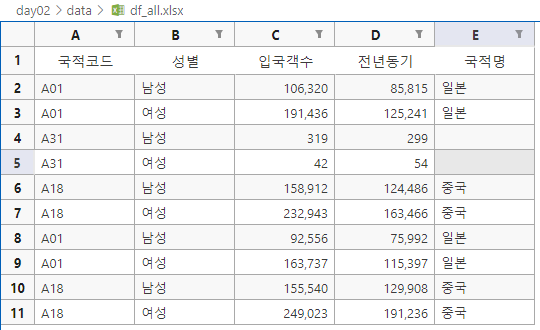 day02 > data > df_all.xlsx
A B C D E
1 국적코드 성별 입국객수 전년동기 국적명
2 A01 남성 106,320 85,815 일본
3 A01 여성 191,436 125,241 일본
4 A31 남성 319 299
5 A31 여성 42 54
6 A18 남성 158,912 124,486 중국
7 A18 여성 232,943 163,466 중국
8 A01 남성 92,556 75,992 일본
9 A01 여성 163,737 115,397 일본
10 A18 남성 155,540 129,908 중국
11 A18 여성 249,023 191,236 중국